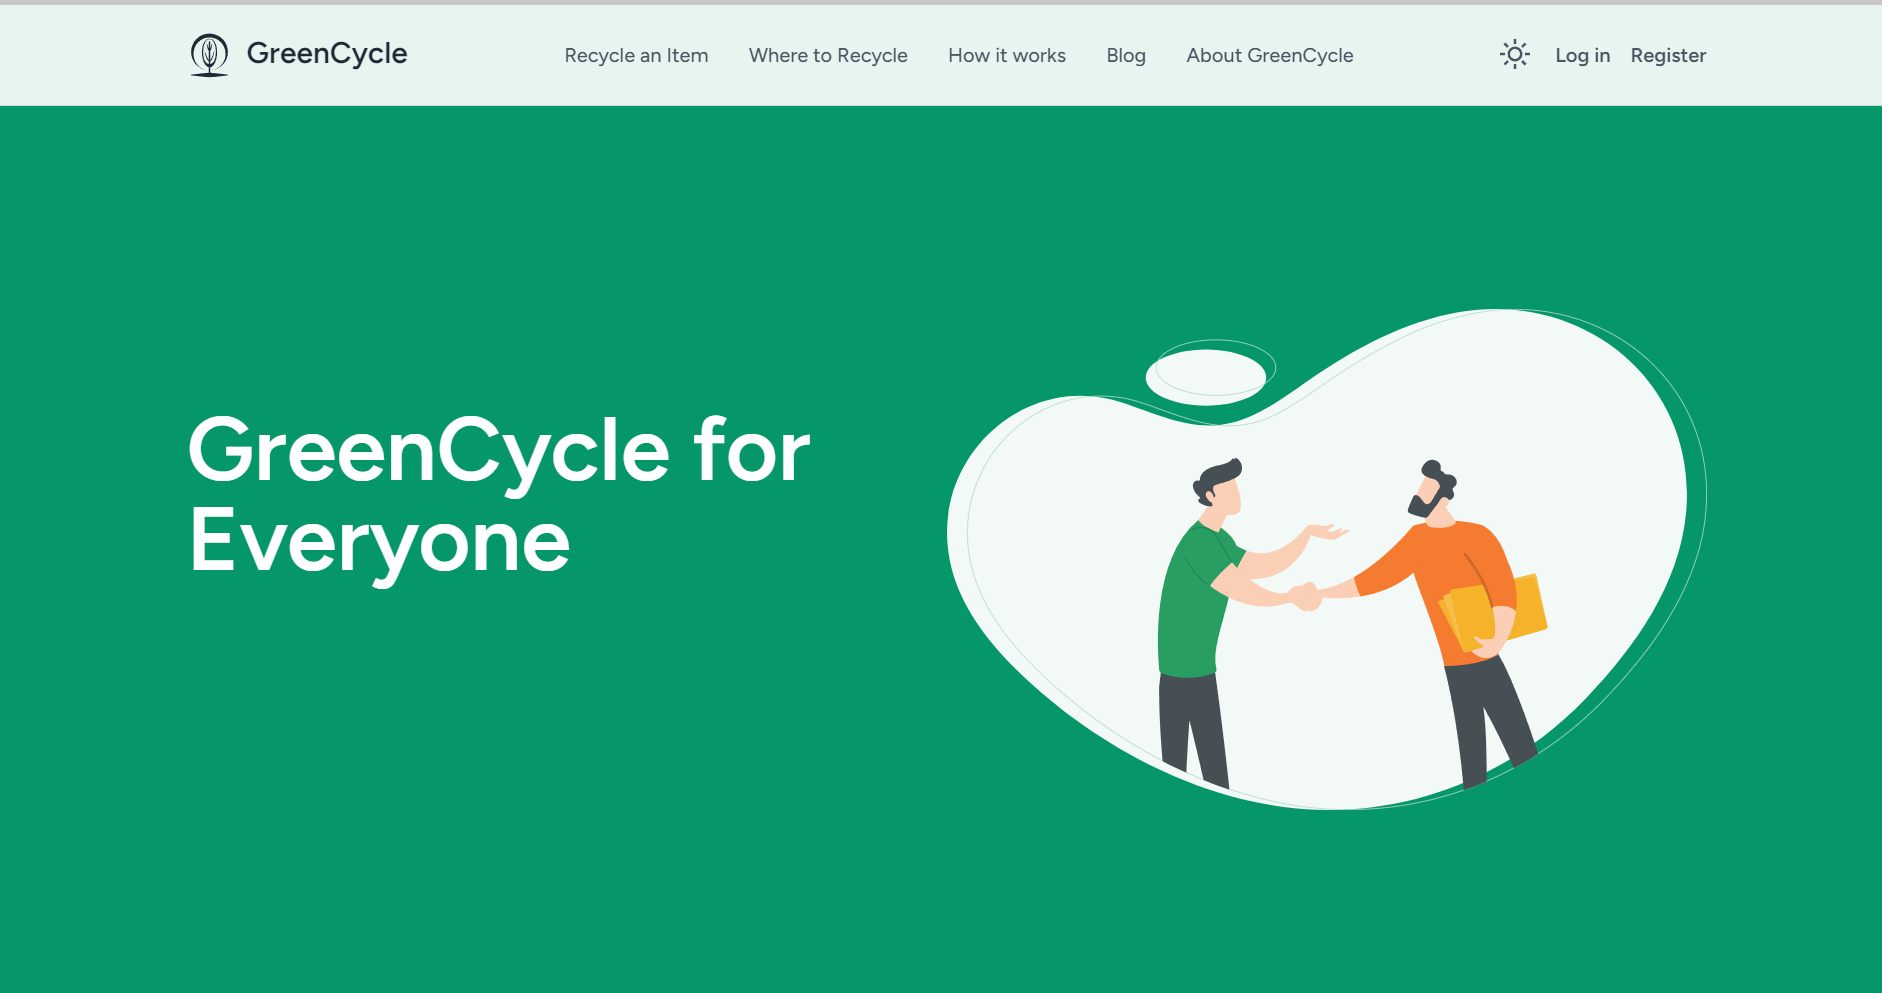 GreenCycle
Recycle an Item
Where to Recycle
How it works
Blog
About GreenCycle
Log in
Register
GreenCycle for
Everyone